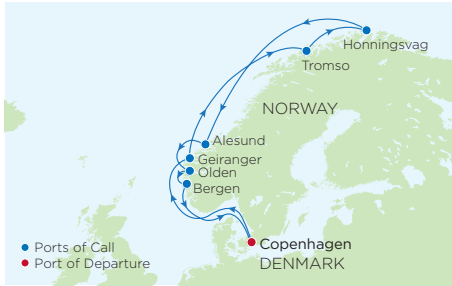 Honningsvag
Tromso
NORWAY
Alesund
Geiranger
Olden
Bergen
Ports of Call
Port of Departure
Copenhagen
DENMARK